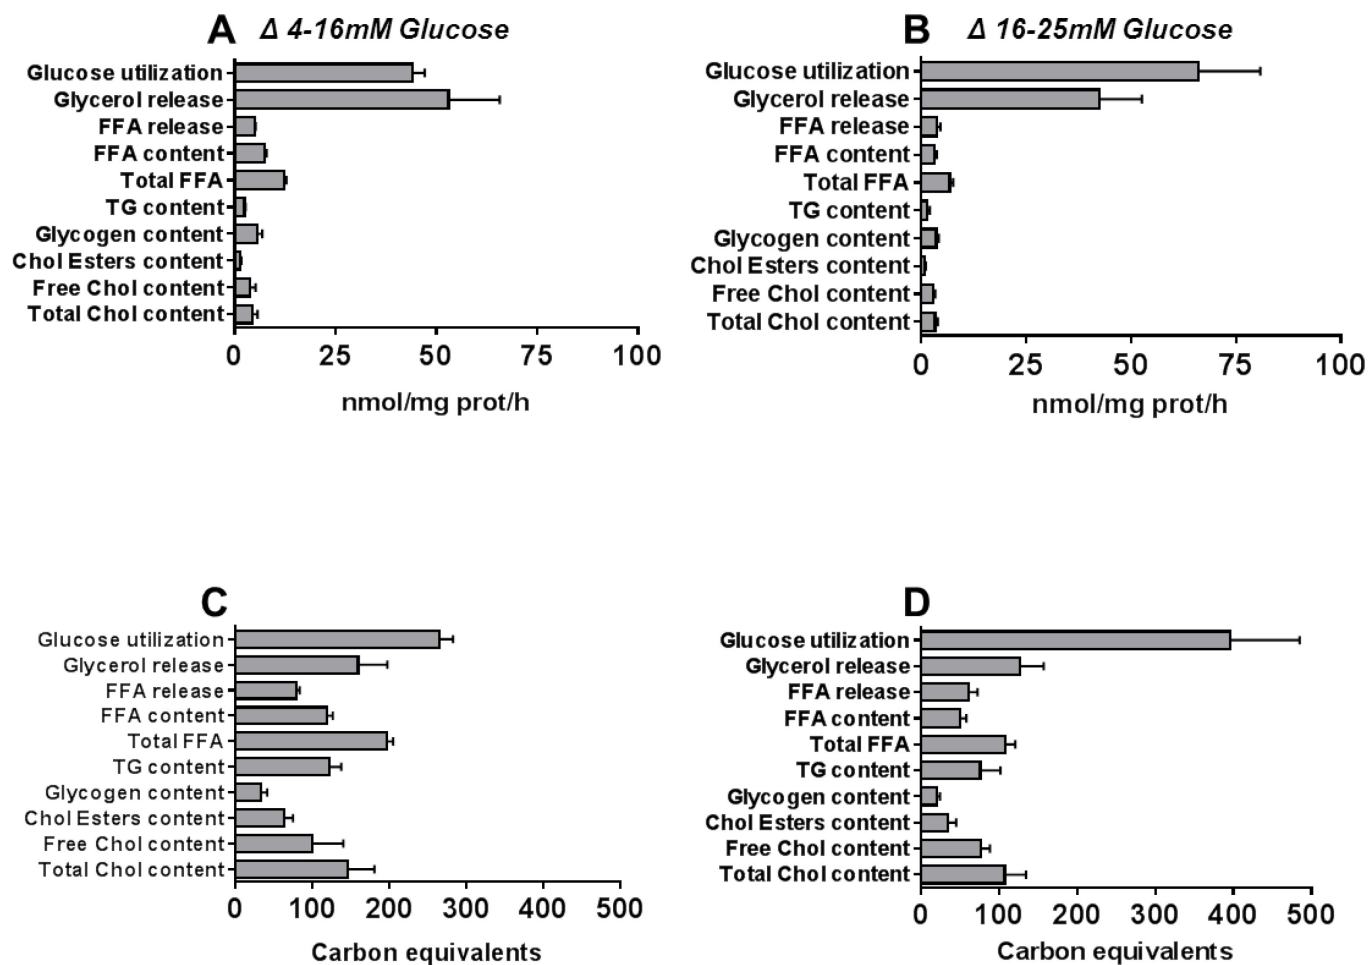 A Δ 4-16mM Glucose
Glucose utilization
Glycerol release
FFA release
FFA content
Total FFA
TG content
Glycogen content
Chol Esters content
Free Chol content
Total Chol content
0 25 50 75 100
nmol/mg prot/h
B Δ 16-25mM Glucose
Glucose utilization
Glycerol release
FFA release
FFA content
Total FFA
TG content
Glycogen content
Chol Esters content
Free Chol content
Total Chol content
0 25 50 75 100
nmol/mg prot/h
C
Glucose utilization
Glycerol release
FFA release
FFA content
Total FFA
TG content
Glycogen content
Chol Esters content
Free Chol content
Total Chol content
0 100 200 300 400 500
Carbon equivalents
D
Glucose utilization
Glycerol release
FFA release
FFA content
Total FFA
TG content
Glycogen content
Chol Esters content
Free Chol content
Total Chol content
0 100 200 300 400 500
Carbon equivalents